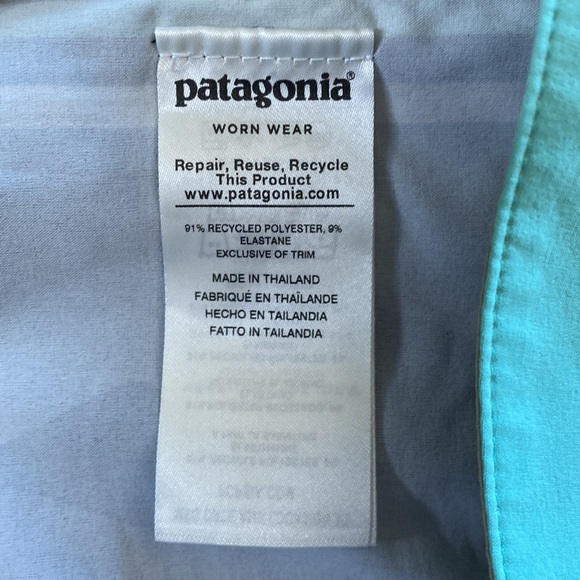 patagonia®
WORN WEAR
Repair, Reuse, Recycle
This Product
www.patagonia.com
91% RECYCLED POLYESTER, 9%
ELASTANE
EXCLUSIVE OF TRIM
MADE IN THAILAND
FABRIQUÉ EN THAÏLANDE
HECHO EN TAILANDIA
FATTO IN TAILANDIA